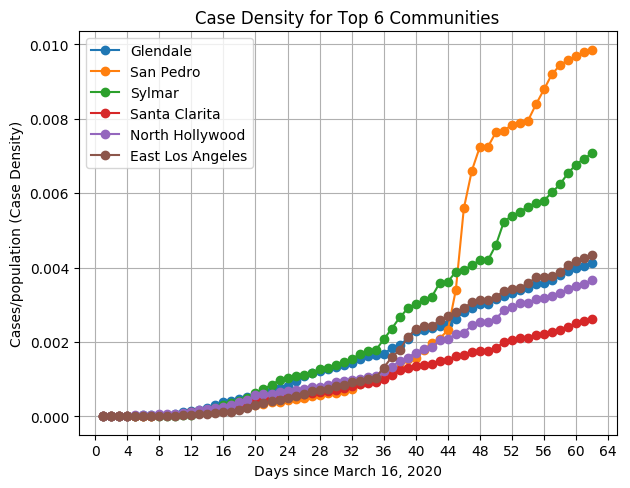 Case Density for Top 6 Communities
Glendale
San Pedro
Sylmar
Santa Clarita
North Hollywood
East Los Angeles
Cases/population (Case Density)
0.010
0.008
0.006
0.004
0.002
0.000
0 4 8 12 16 20 24 28 32 36 40 44 48 52 56 60 64
Days since March 16, 2020